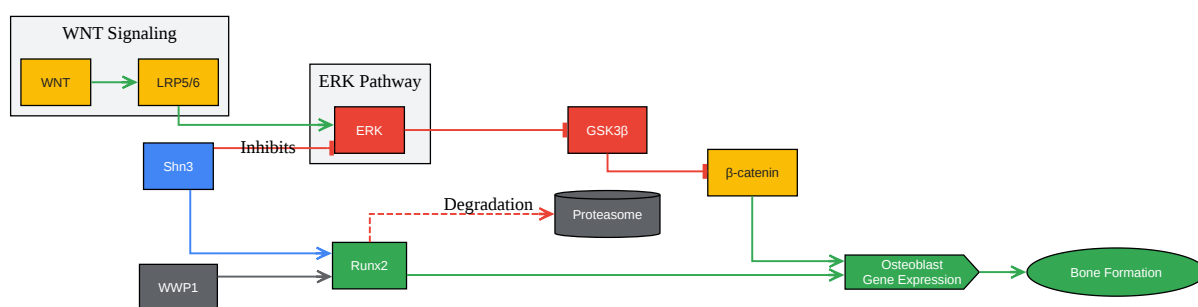 WNT Signaling
WNT
LRP5/6
ERK Pathway
ERK
GSK3β
Shn3
Inhibits
β-catenin
Degradation
Proteasome
Runx2
WWP1
Osteoblast
Gene Expression
Bone Formation